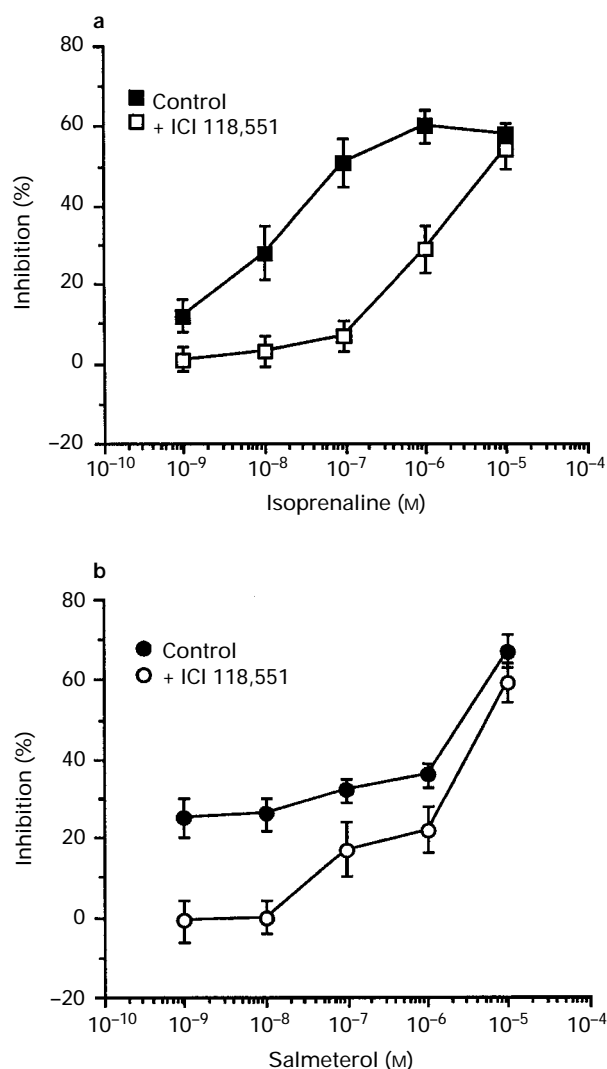 a
80
60
40
20
0
–20
Inhibition (%)
Control
+ ICI 118,551
10⁻¹⁰ 10⁻⁹ 10⁻⁸ 10⁻⁷ 10⁻⁶ 10⁻⁵ 10⁻⁴
Isoprenaline (M)
b
80
60
40
20
0
–20
Inhibition (%)
Control
+ ICI 118,551
10⁻¹⁰ 10⁻⁹ 10⁻⁸ 10⁻⁷ 10⁻⁶ 10⁻⁵ 10⁻⁴
Salmeterol (M)